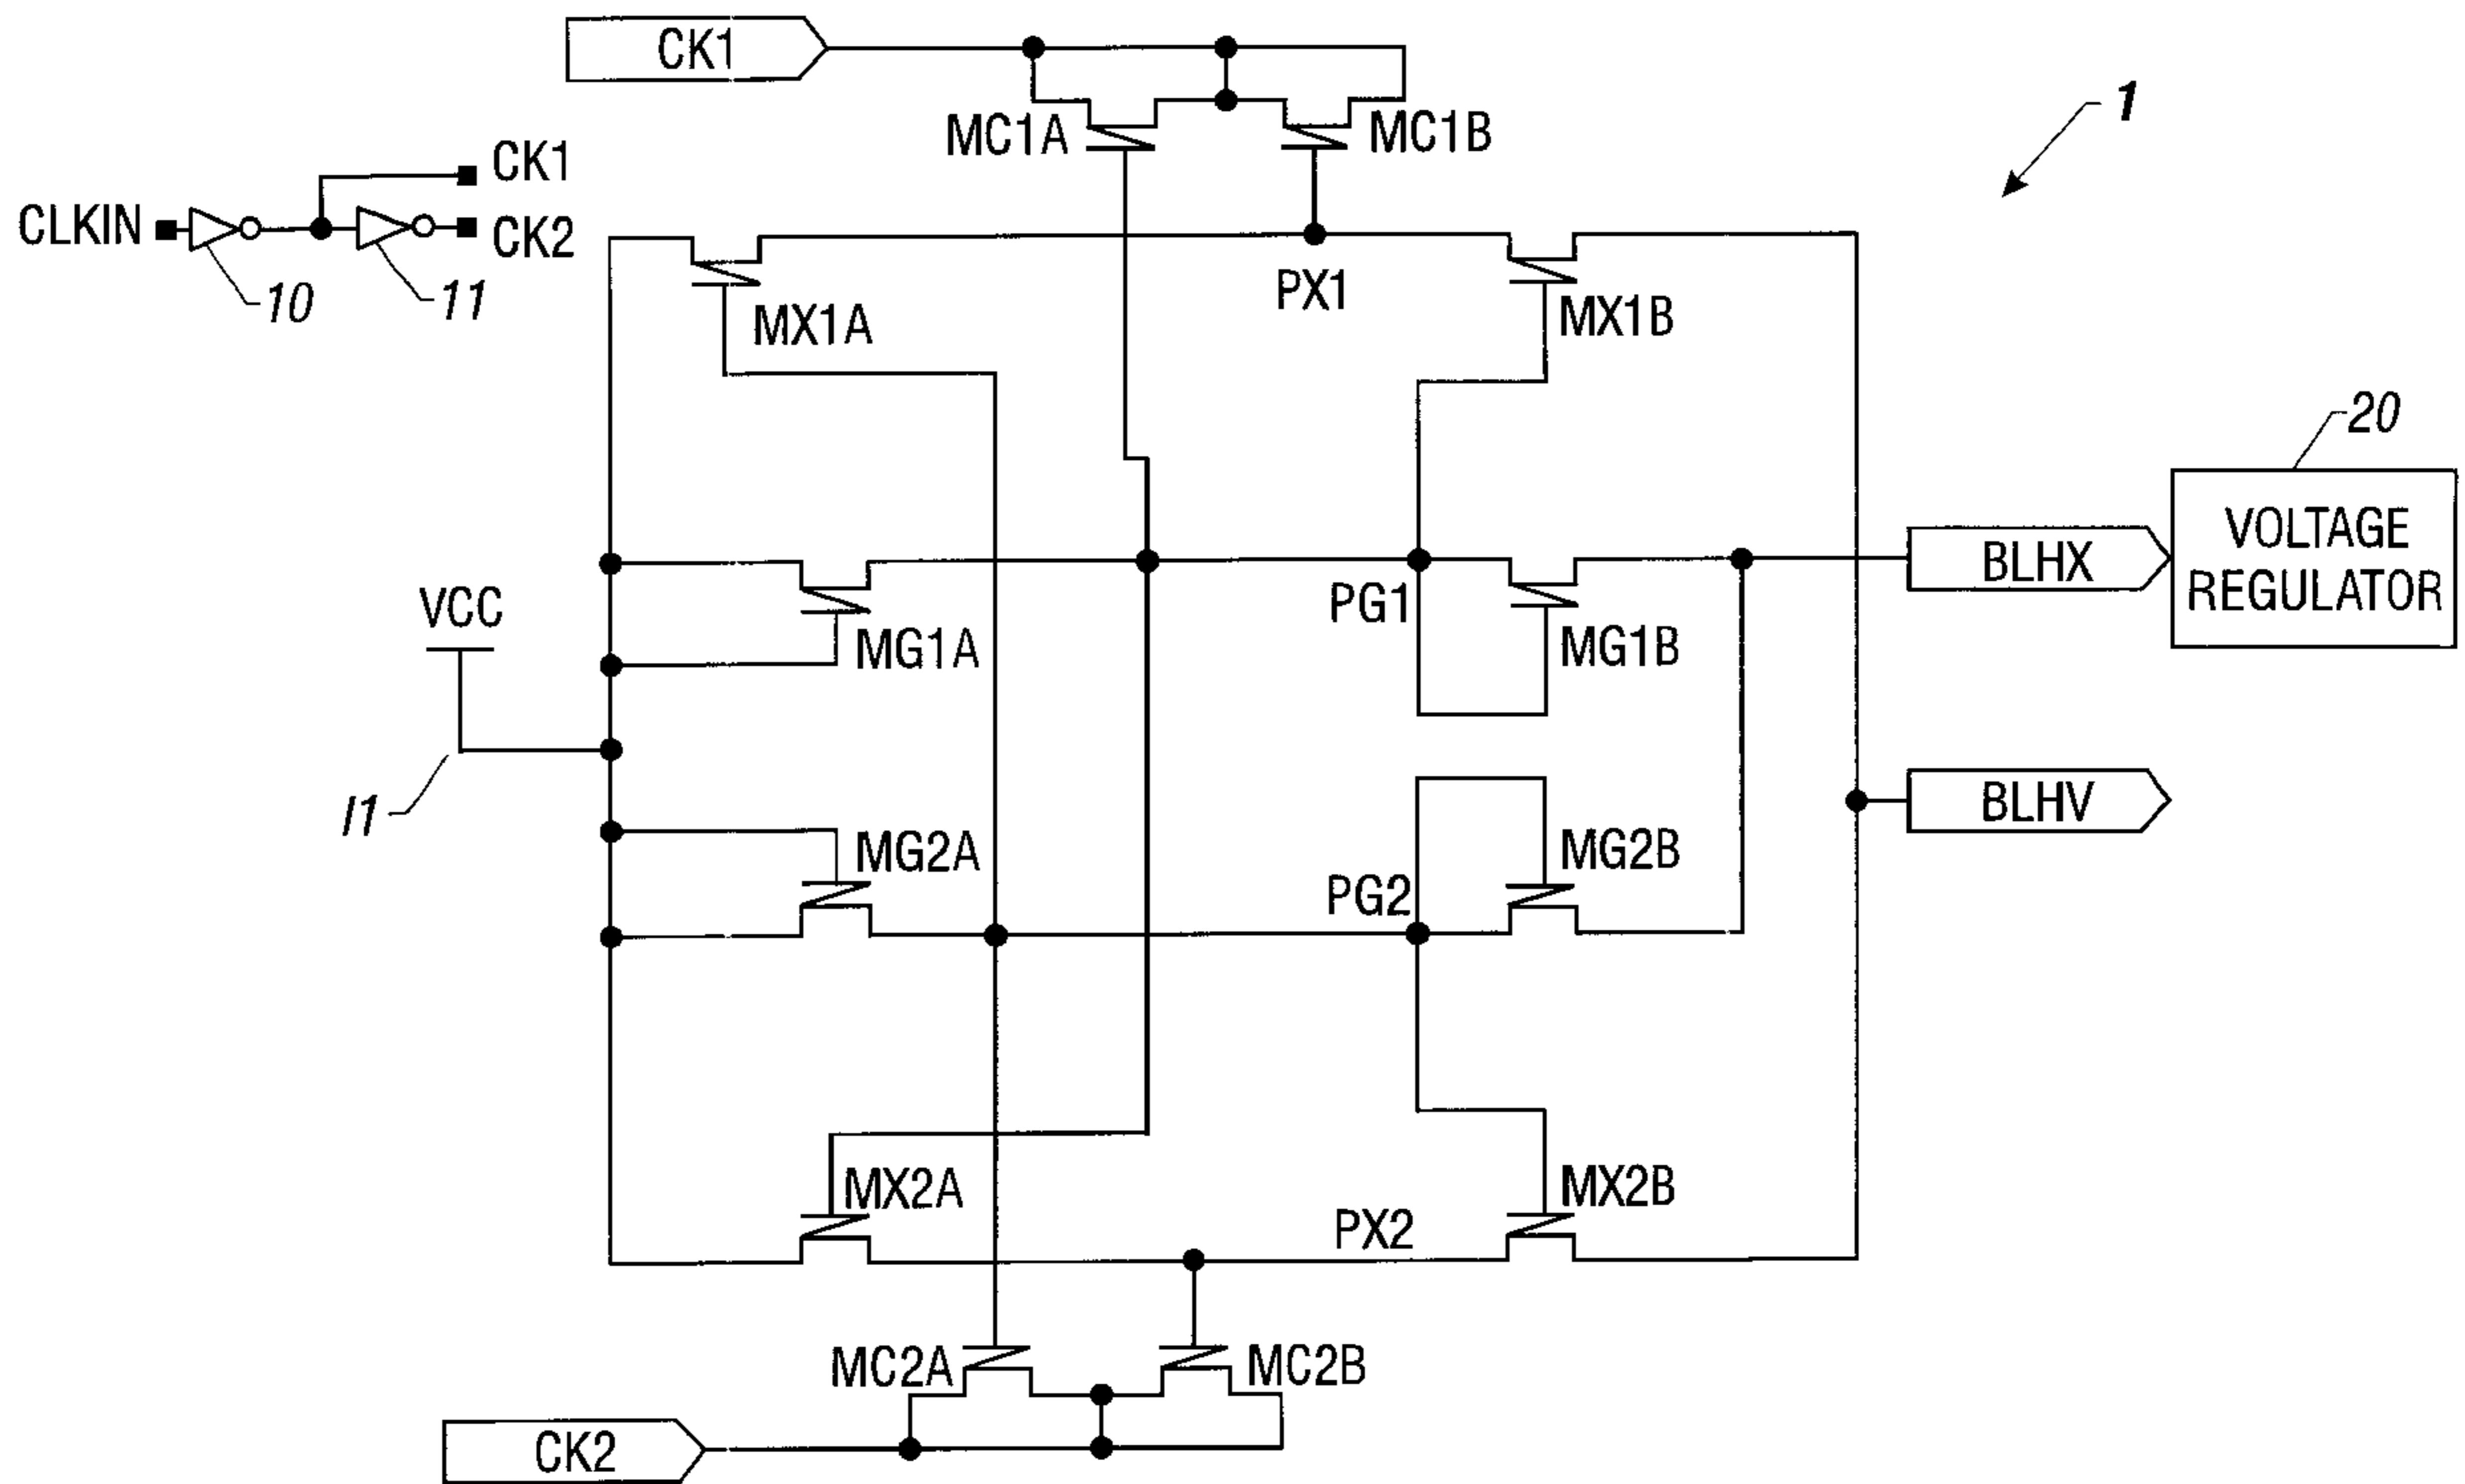 CK1
1
MC1A
MC1B
CK1
CLKIN
CK2
10
11
PX1
MX1A
MX1B
20
VOLTAGE
REGULATOR
BLHX
VCC
PG1
MG1A
MG1B
I1
BLHV
MG2A
MG2B
PG2
MX2A
MX2B
PX2
MC2A
MC2B
CK2